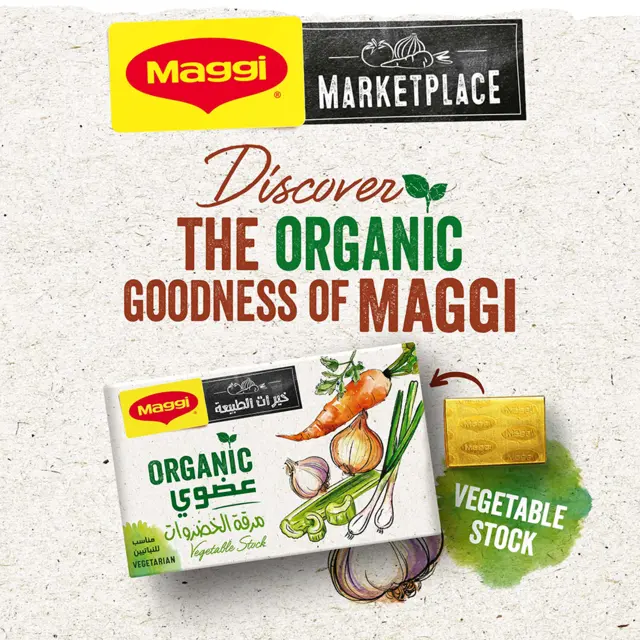 Maggi®
MARKETPLACE
Discover
THE ORGANIC
GOODNESS OF MAGGI
Maggi
خيرات الطبيعة
ORGANIC
عضوي
مرقة الخضروات
Vegetable Stock
مناسب
للنباتيين
VEGETARIAN
Maggi
VEGETABLE
STOCK